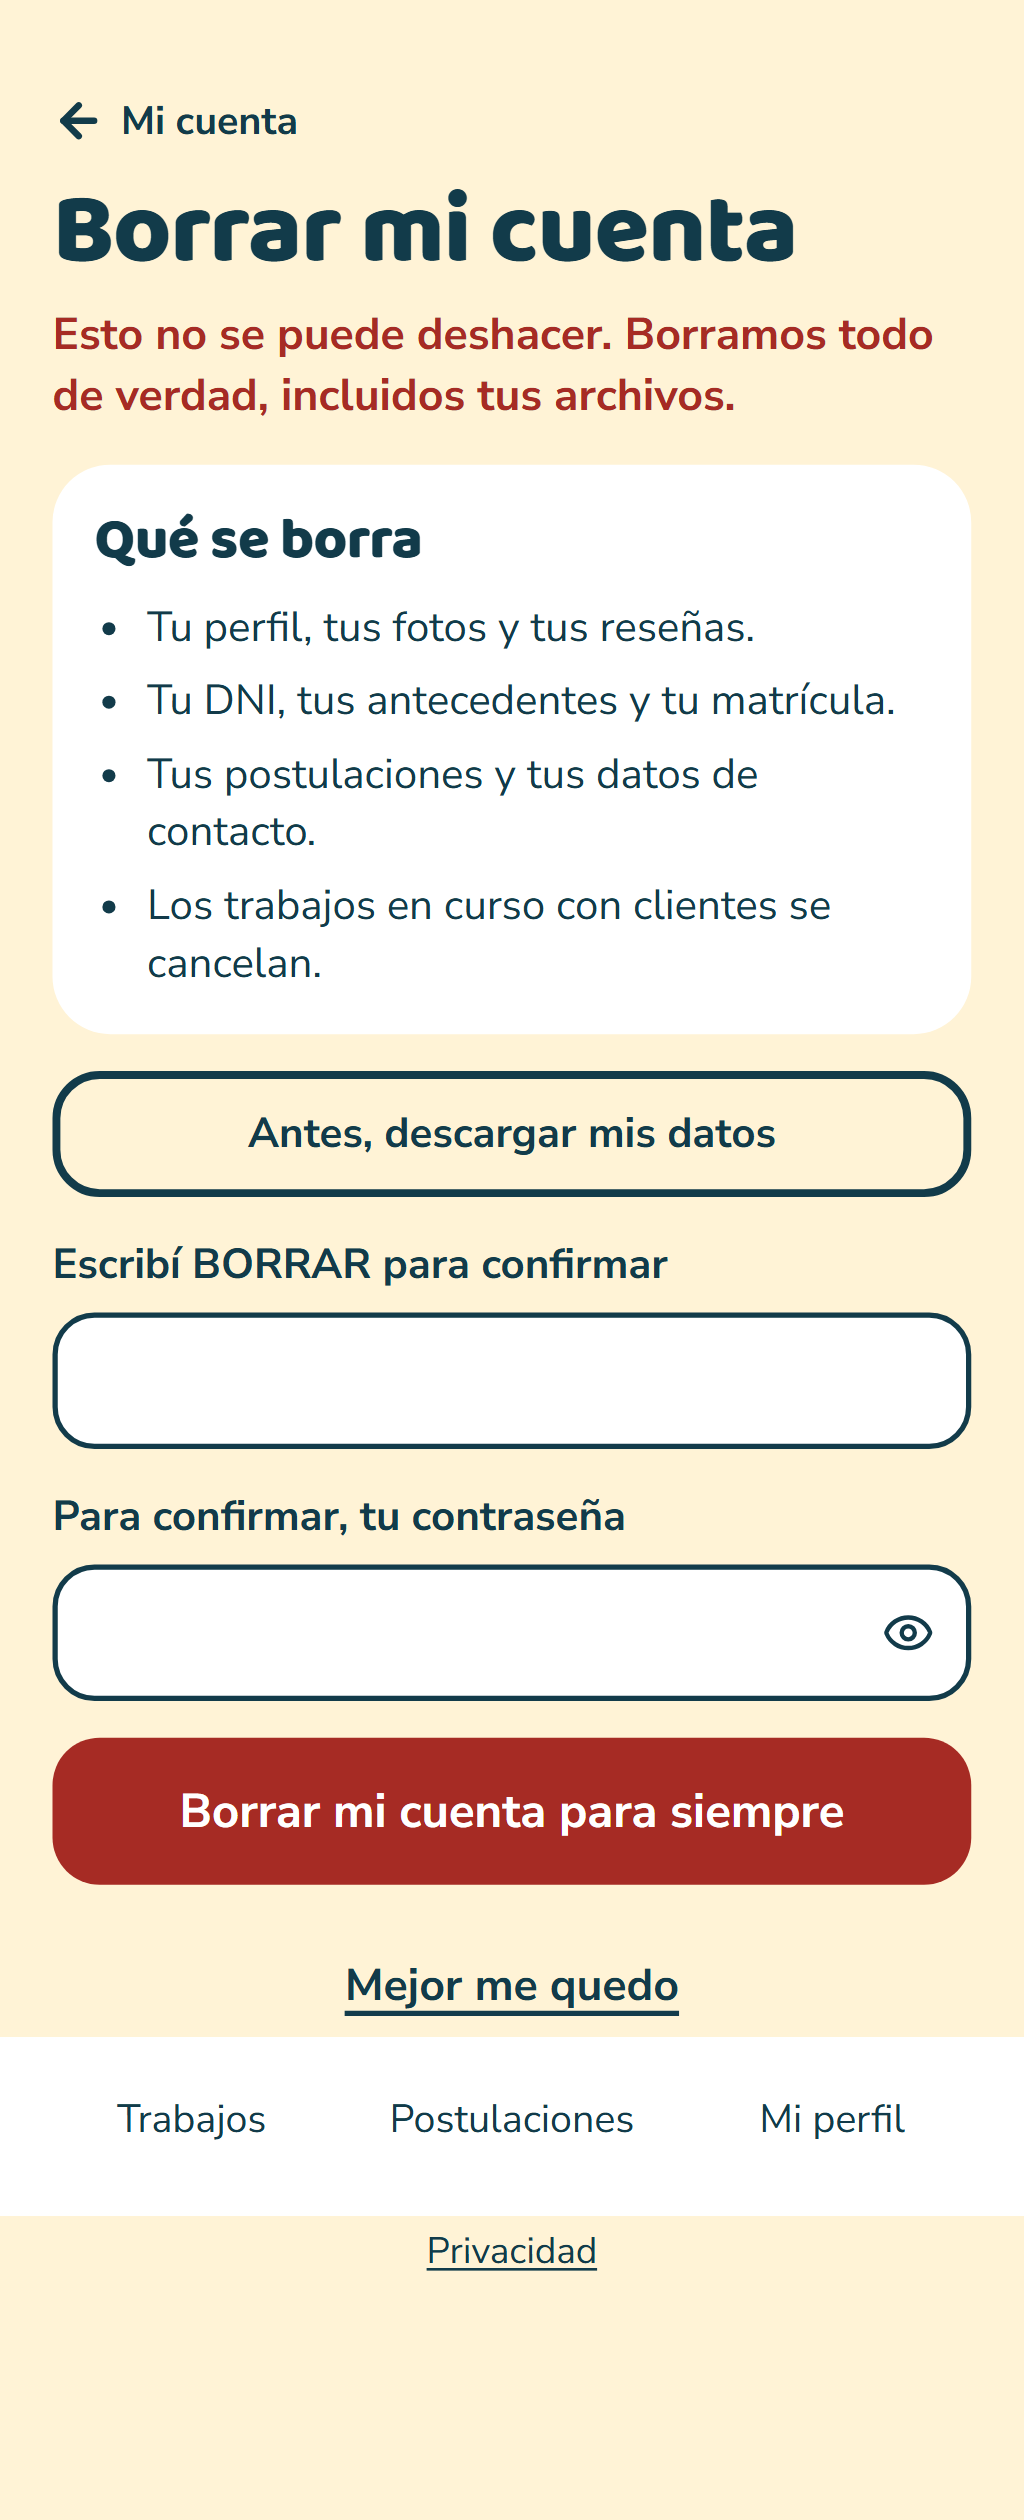 Mi cuenta
Borrar mi cuenta
Esto no se puede deshacer. Borramos todo
de verdad, incluidos tus archivos.
Qué se borra
• Tu perfil, tus fotos y tus reseñas.
• Tu DNI, tus antecedentes y tu matrícula.
• Tus postulaciones y tus datos de
contacto.
• Los trabajos en curso con clientes se
cancelan.
Antes, descargar mis datos
Escribí BORRAR para confirmar
Para confirmar, tu contraseña
Borrar mi cuenta para siempre
Mejor me quedo
Trabajos Postulaciones Mi perfil
Privacidad